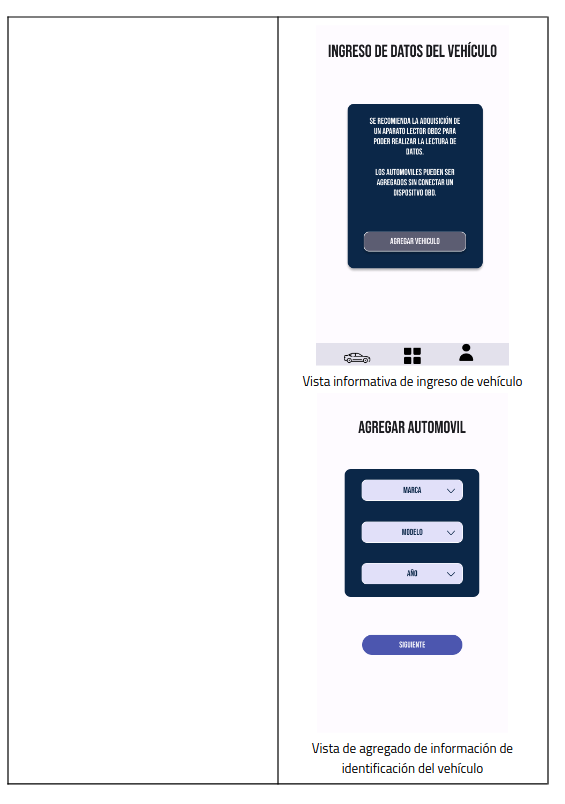 INGRESO DE DATOS DEL VEHÍCULO
SE RECOMIENDA LA ADQUISICIÓN DE
UN APARATO LECTOR OBD2 PARA
PODER REALIZAR LA LECTURA DE
DATOS.
LOS AUTOMOVILES PUEDEN SER
AGREGADOS SIN CONECTAR UN
DISPOSITVO OBD.
AGREGAR VEHICULO
Vista informativa de ingreso de vehículo
AGREGAR AUTOMOVIL
MARCA
MODELO
AÑO
SIGUIENTE
Vista de agregado de información de
identificación del vehículo